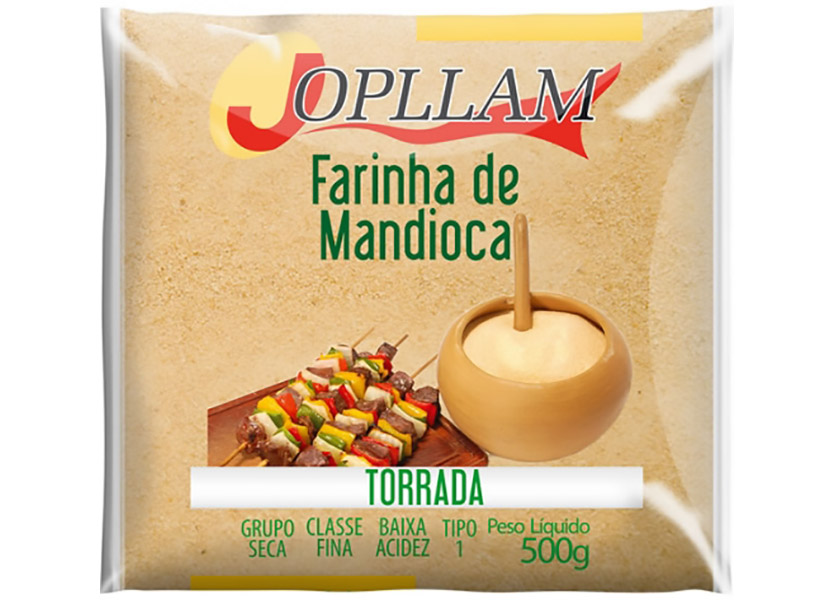 JOPLLAM
Farinha de
Mandioca
TORRADA
GRUPO SECA
CLASSE FINA
BAIXA ACIDEZ
TIPO 1
Peso Líquido
500g